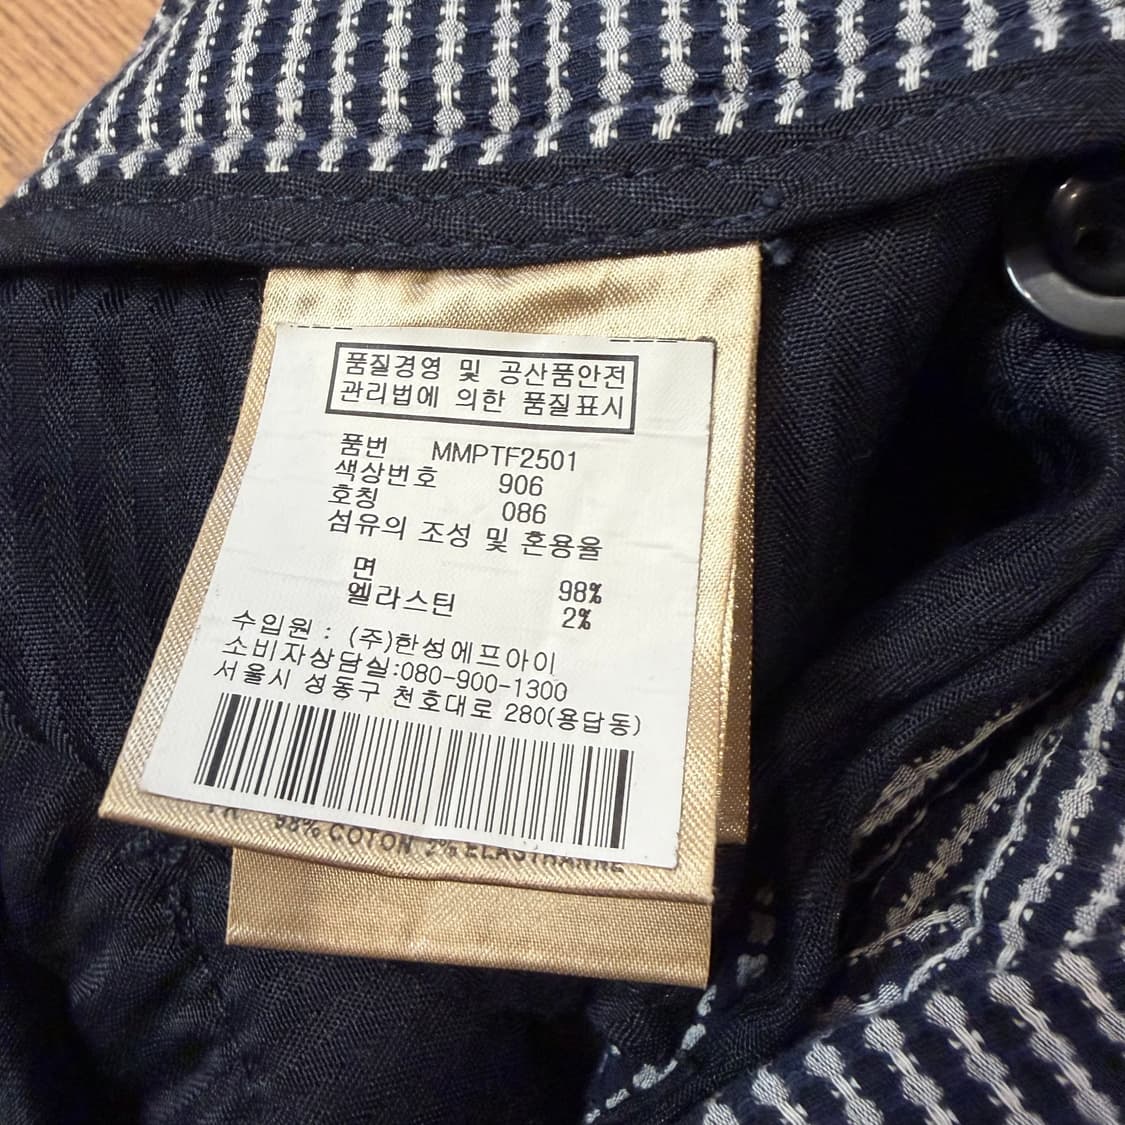 품질경영 및 공산품안전
관리법에 의한 품질표시
품번 MMPTF2501
색상번호 906
호칭 086
섬유의 조성 및 혼용율
면 98%
엘라스틴 2%
수입원 : (주)한성에프아이
소비자상담실:080-900-1300
서울시 성동구 천호대로 280(용답동)
98% COTON 2% ELASTHANNE